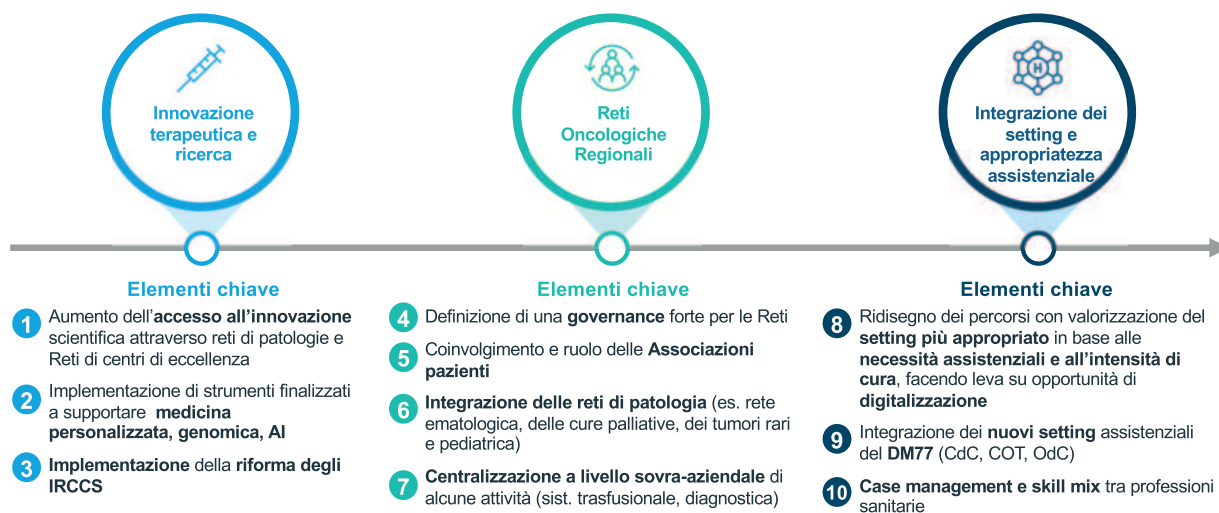 Innovazione
terapeutica e
ricerca
Elementi chiave
1 Aumento dell'accesso all'innovazione
scientifica attraverso reti di patologie e
Reti di centri di eccellenza
2 Implementazione di strumenti finalizzati
a supportare medicina
personalizzata, genomica, AI
3 Implementazione della riforma degli
IRCCS
Reti
Oncologiche
Regionali
Elementi chiave
4 Definizione di una governance forte per le Reti
5 Coinvolgimento e ruolo delle Associazioni
pazienti
6 Integrazione delle reti di patologia (es. rete
ematologica, delle cure palliative, dei tumori rari
e pediatrica)
7 Centralizzazione a livello sovra-aziendale di
alcune attività (sist. trasfusionale, diagnostica)
H
Integrazione dei
setting e
appropriatezza
assistenziale
Elementi chiave
8 Ridisegno dei percorsi con valorizzazione del
setting più appropriato in base alle
necessità assistenziali e all'intensità di
cura, facendo leva su opportunità di
digitalizzazione
9 Integrazione dei nuovi setting assistenziali
del DM77 (CdC, COT, OdC)
10 Case management e skill mix tra professioni
sanitarie